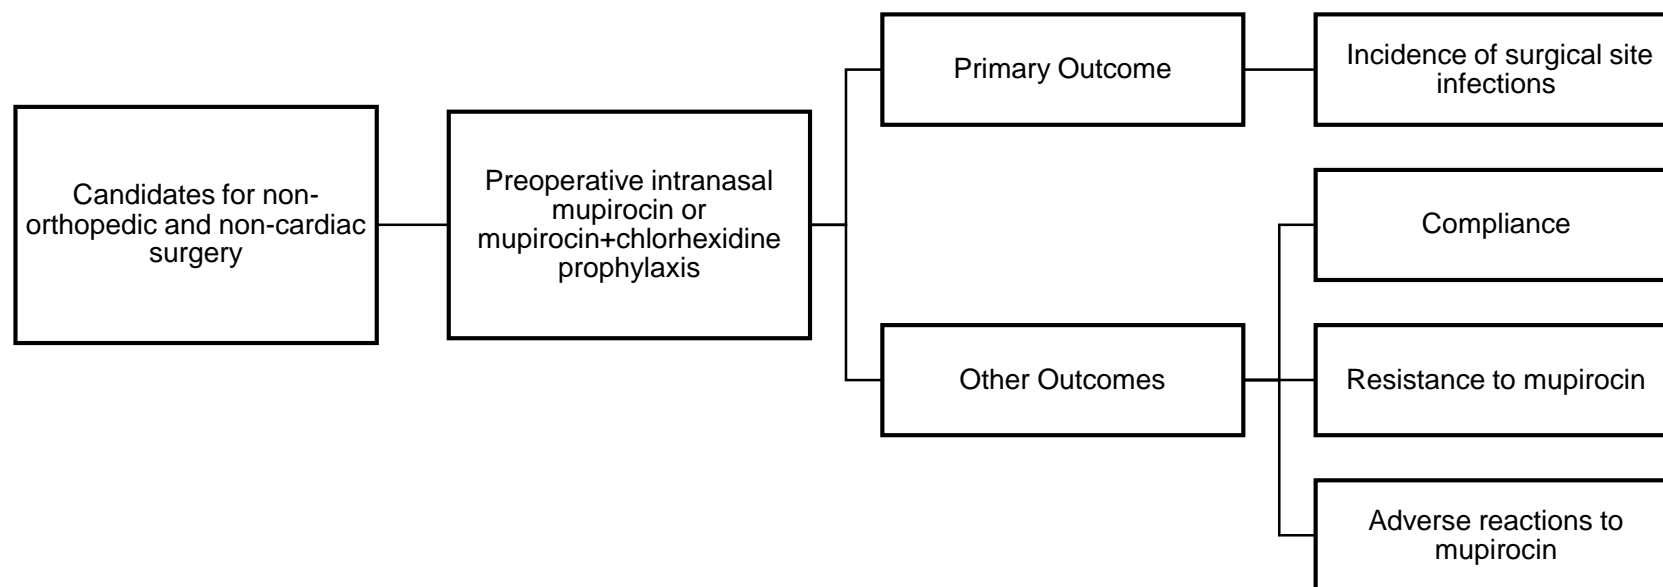 Candidates for non-
orthopedic and non-cardiac
surgery
Preoperative intranasal
mupirocin or
mupirocin+chlorhexidine
prophylaxis
Primary Outcome
Incidence of surgical site
infections
Other Outcomes
Compliance
Resistance to mupirocin
Adverse reactions to
mupirocin